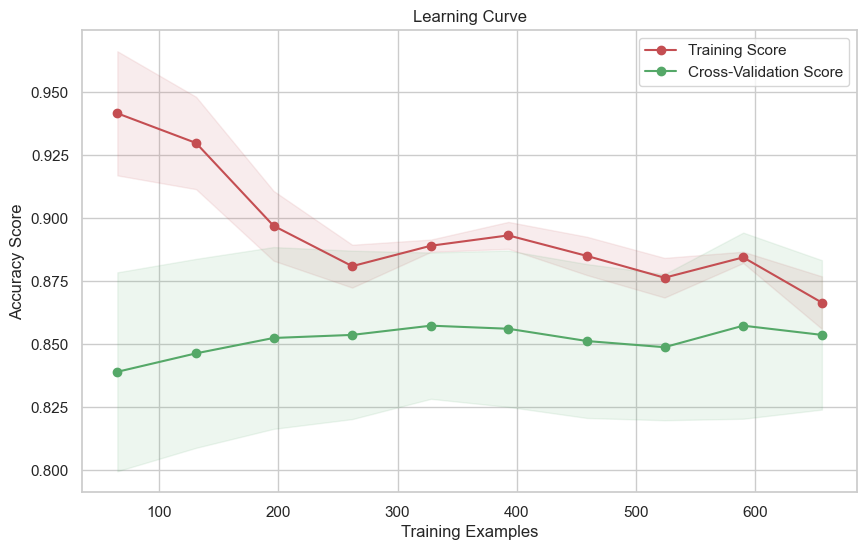 Learning Curve
Training Score
Cross-Validation Score
Accuracy Score
0.950
0.925
0.900
0.875
0.850
0.825
0.800
100 200 300 400 500 600
Training Examples